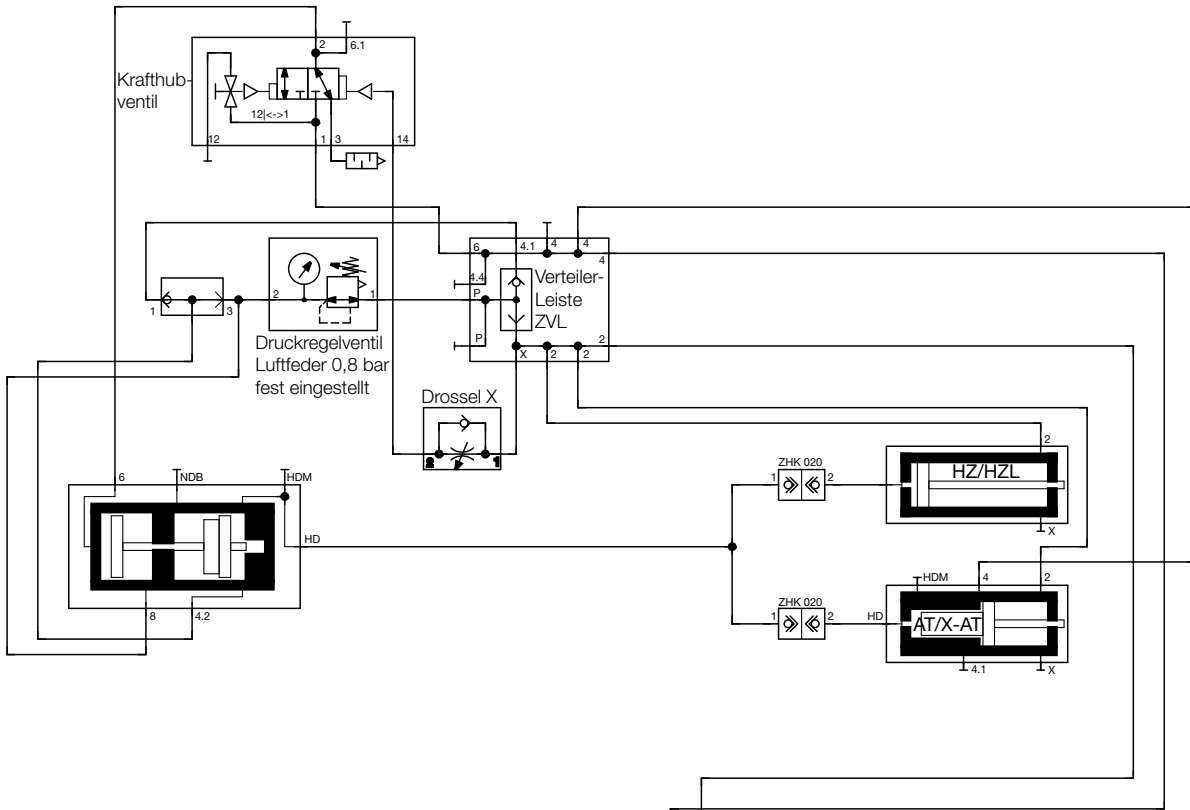 2
6.1
Krafthub-
ventil
12|<->1
12
1
3
14
6
4.1
4
4
4
4.4
Verteiler-
Leiste
ZVL
1
3
2
1
P
P
X
2
2
2
Druckregelventil
Luftfeder 0,8 bar
fest eingestellt
Drossel X
2
1
2
ZHK 020
1
2
HZ/HZL
X
6
NDB
HDM
HD
8
4.2
HDM
4
2
ZHK 020
1
2
HD
AT/X-AT
4.1
X